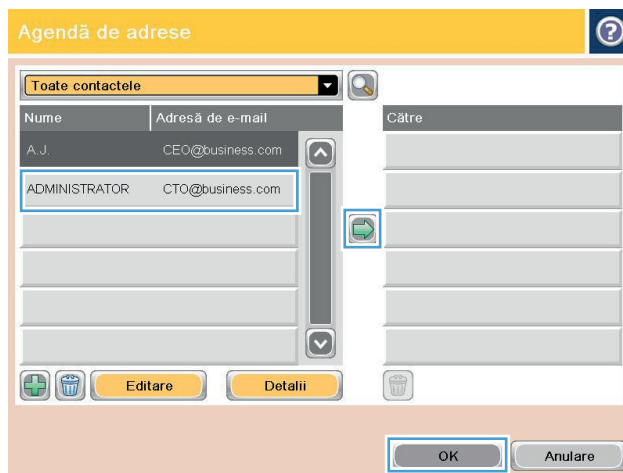 Agendă de adrese
?
Toate contactele
Nume Adresă de e-mail Către
A.J. CEO@business.com
ADMINISTRATOR CTO@business.com
Editare Detalii
OK Anulare